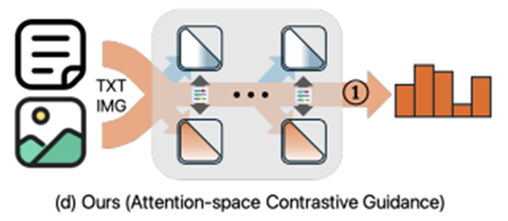 TXT
IMG
①
(d) Ours (Attention-space Contrastive Guidance)